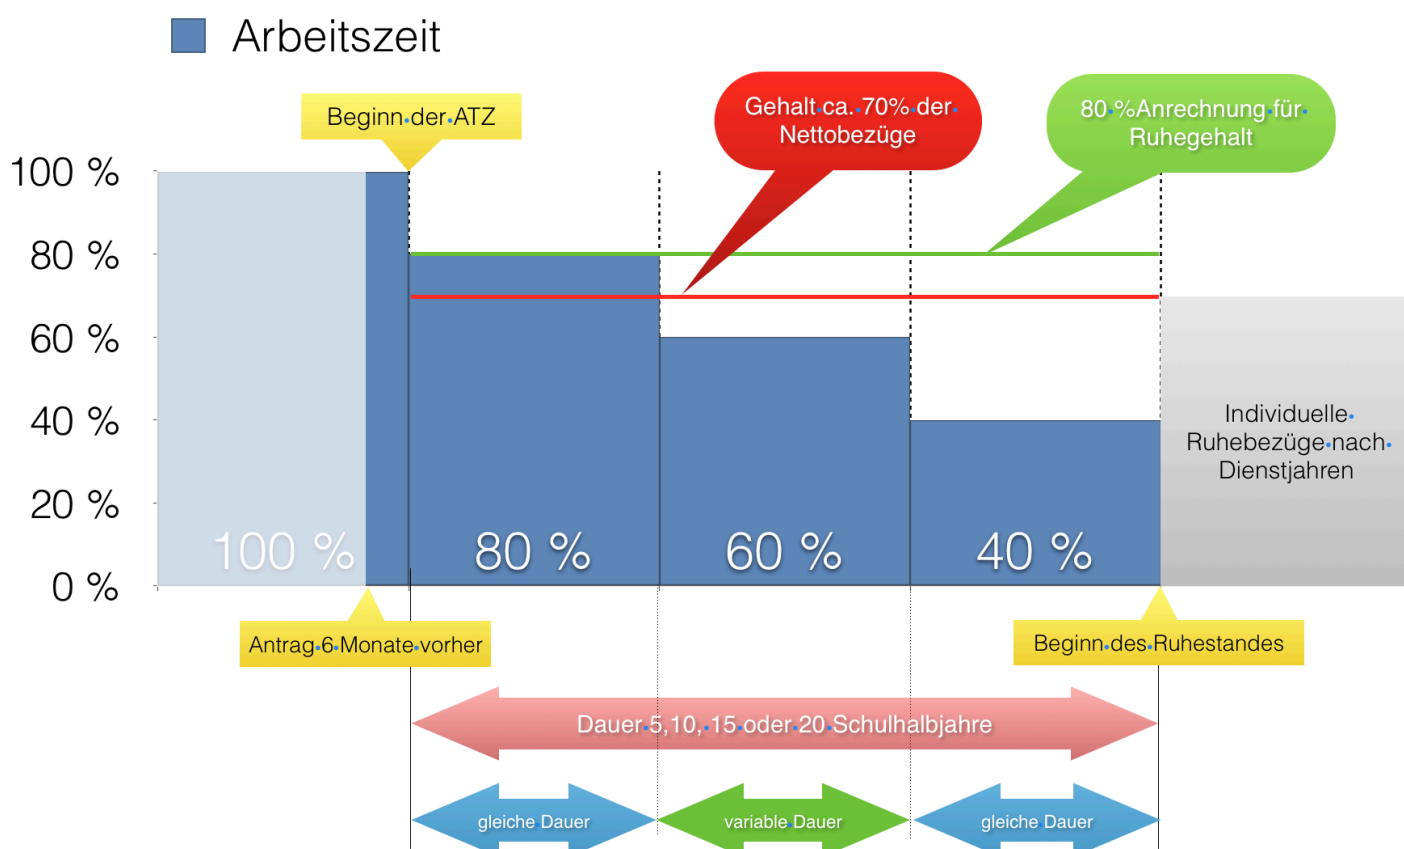 Arbeitszeit
Beginn·der·ATZ
Gehalt·ca.·70%·der·
Nettobezüge
80·%Anrechnung·für·
Ruhegehalt
100 %
80 %
60 %
40 %
20 %
0 %
100 %
80 %
60 %
40 %
Individuelle·
Ruhebezüge·nach·
Dienstjahren
Antrag·6·Monate·vorher
Beginn·des·Ruhestandes
Dauer·5,10,·15·oder·20·Schulhalbjahre
gleiche·Dauer
variable·Dauer
gleiche·Dauer